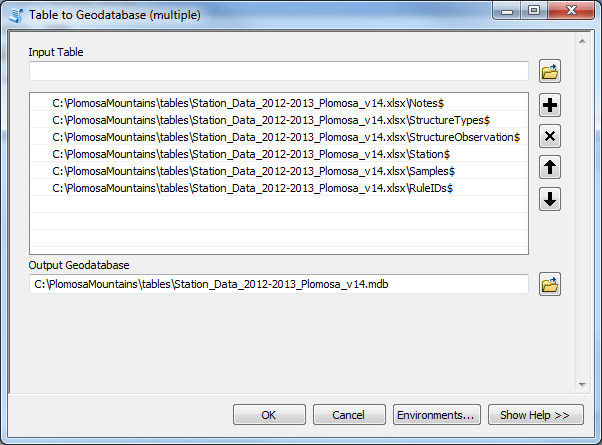 Table to Geodatabase (multiple)
Input Table
C:\PlomosaMountains\tables\Station_Data_2012-2013_Plomosa_v14.xlsx\Notes$
C:\PlomosaMountains\tables\Station_Data_2012-2013_Plomosa_v14.xlsx\StructureTypes$
C:\PlomosaMountains\tables\Station_Data_2012-2013_Plomosa_v14.xlsx\StructureObservation$
C:\PlomosaMountains\tables\Station_Data_2012-2013_Plomosa_v14.xlsx\Station$
C:\PlomosaMountains\tables\Station_Data_2012-2013_Plomosa_v14.xlsx\Samples$
C:\PlomosaMountains\tables\Station_Data_2012-2013_Plomosa_v14.xlsx\RuleIDs$
Output Geodatabase
C:\PlomosaMountains\tables\Station_Data_2012-2013_Plomosa_v14.mdb
OK Cancel Environments... Show Help >>